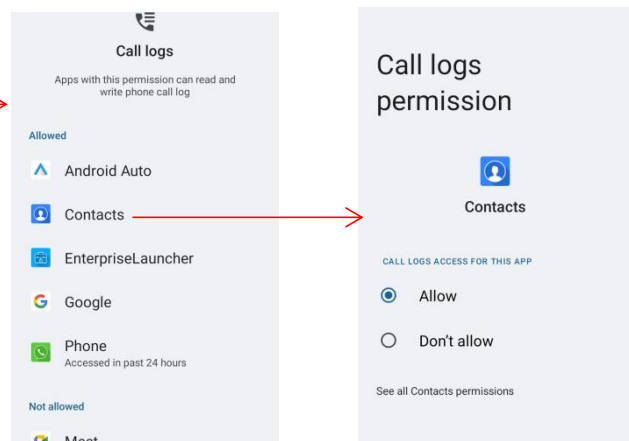 Call logs
Apps with this permission can read and
write phone call log
Allowed
Android Auto
Contacts
EnterpriseLauncher
Google
Phone
Accessed in past 24 hours
Not allowed
Meet
Call logs
permission
Contacts
CALL LOGS ACCESS FOR THIS APP
Allow
Don't allow
See all Contacts permissions